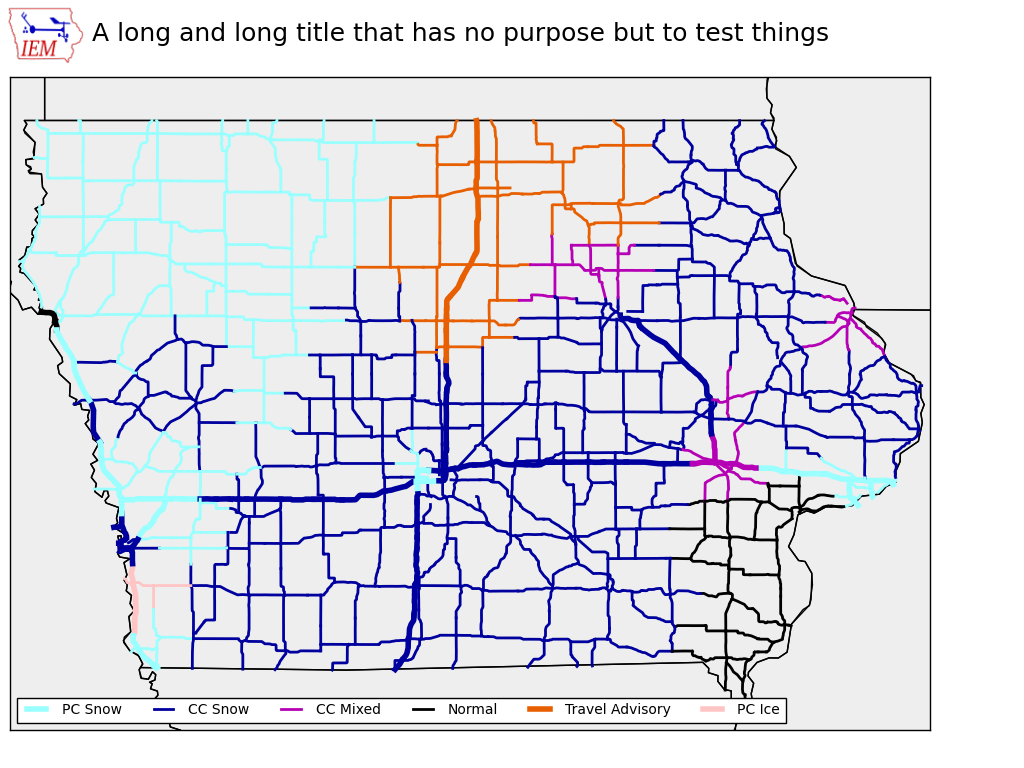 IEM
A long and long title that has no purpose but to test things
PC Snow CC Snow CC Mixed Normal Travel Advisory PC Ice